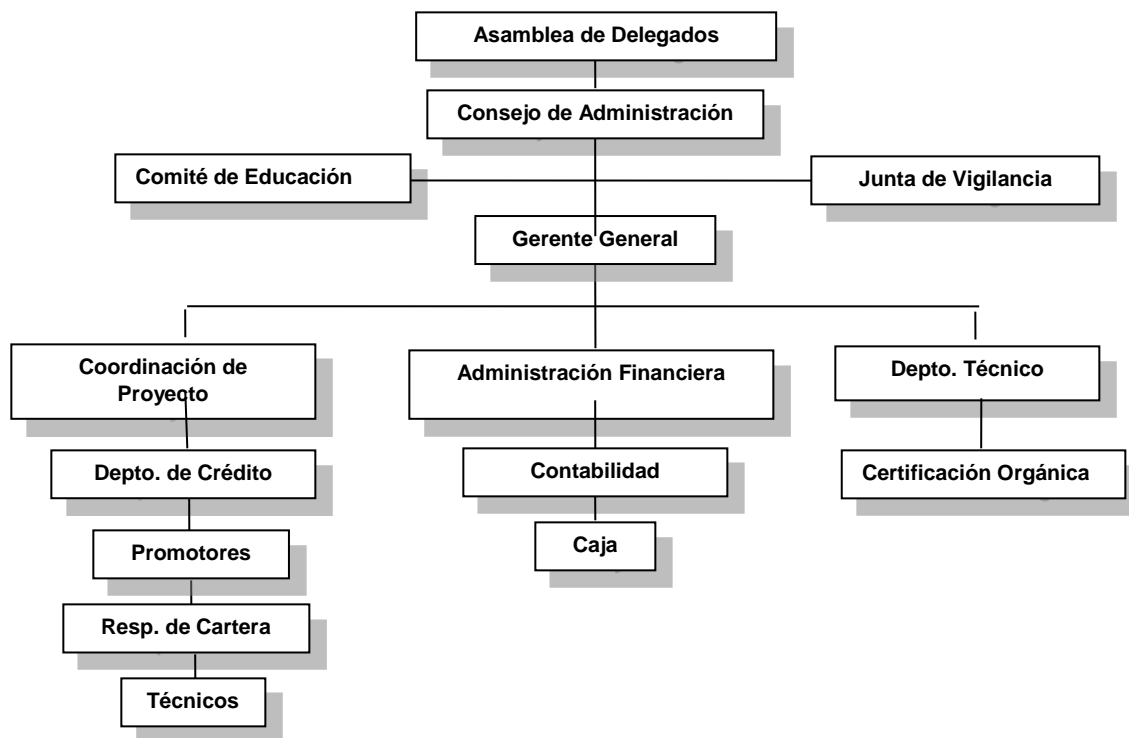 Asamblea de Delegados
Consejo de Administración
Comité de Educación
Junta de Vigilancia
Gerente General
Coordinación de
Proyecto
Administración Financiera
Depto. Técnico
Depto. de Crédito
Contabilidad
Certificación Orgánica
Promotores
Caja
Resp. de Cartera
Técnicos